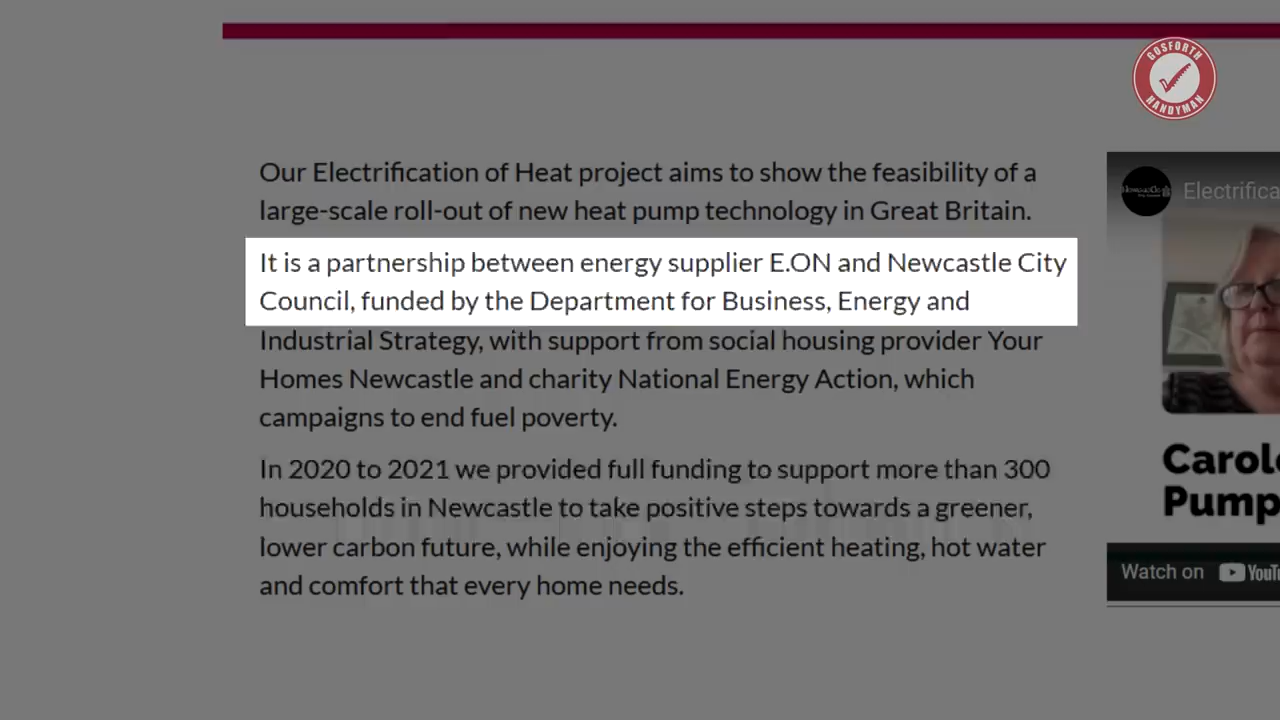 GOSFORTH
HANDYMAN
Our Electrification of Heat project aims to show the feasibility of a
large-scale roll-out of new heat pump technology in Great Britain.
It is a partnership between energy supplier E.ON and Newcastle City
Council, funded by the Department for Business, Energy and
Industrial Strategy, with support from social housing provider Your
Homes Newcastle and charity National Energy Action, which
campaigns to end fuel poverty.
In 2020 to 2021 we provided full funding to support more than 300
households in Newcastle to take positive steps towards a greener,
lower carbon future, while enjoying the efficient heating, hot water
and comfort that every home needs.
Electrifica
Carol
Pump
Watch on YouT